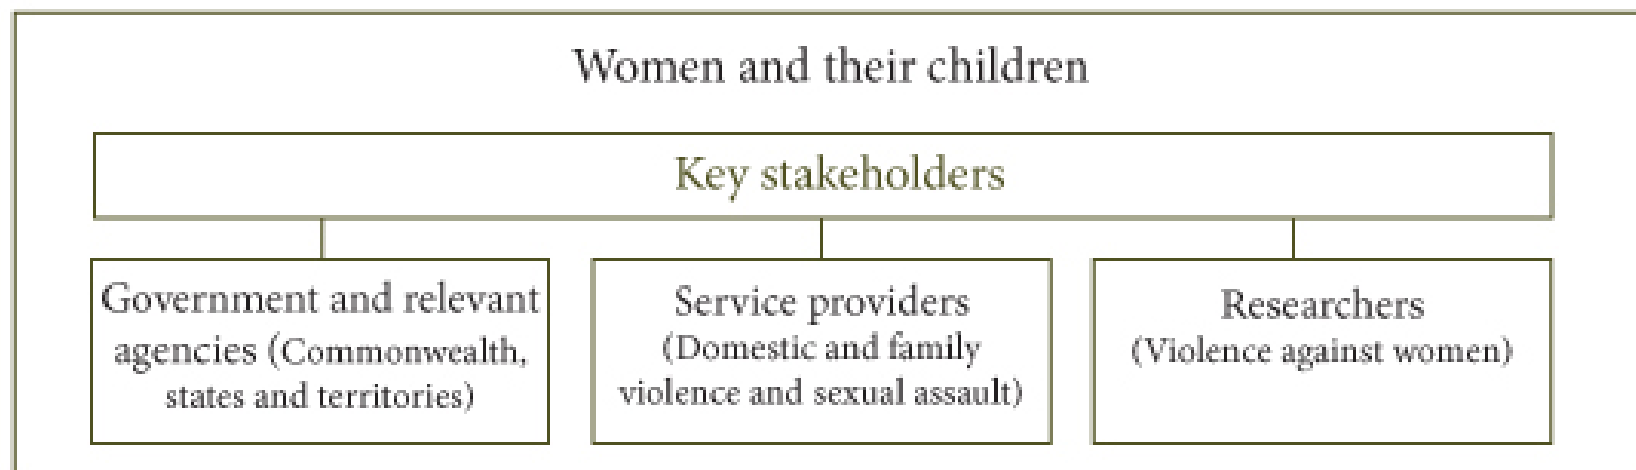 Women and their children
Key stakeholders
Government and relevant
agencies (Commonwealth,
states and territories)
Service providers
(Domestic and family
violence and sexual assault)
Researchers
(Violence against women)